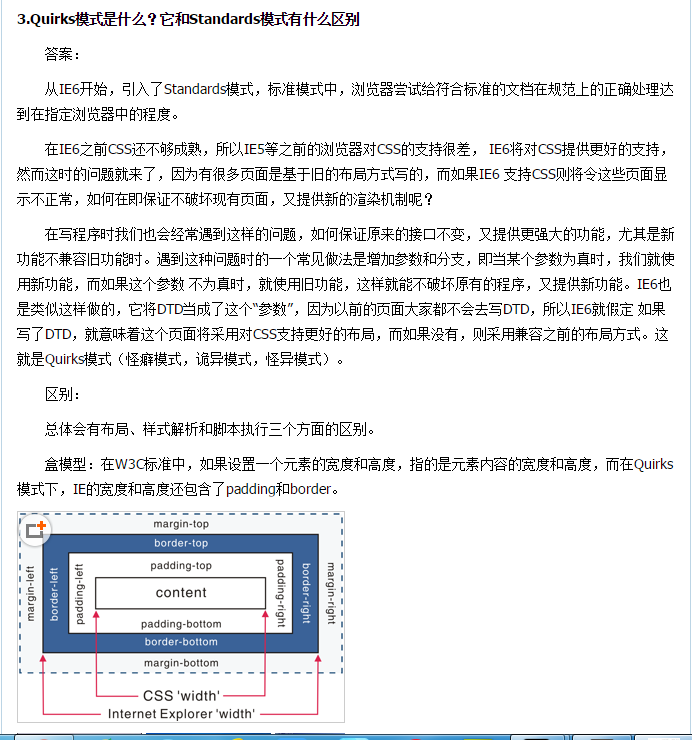 3.Quirks模式是什么？它和Standards模式有什么区别
答案：
从IE6开始，引入了Standards模式，标准模式中，浏览器尝试给符合标准的文档在规范上的正确处理达
到在指定浏览器中的程度。
在IE6之前CSS还不够成熟，所以IE5等之前的浏览器对CSS的支持很差， IE6将对CSS提供更好的支持，
然而这时的问题就来了，因为有很多页面是基于旧的布局方式写的，而如果IE6 支持CSS则将令这些页面显
示不正常，如何在即保证不破坏现有页面，又提供新的渲染机制呢？
在写程序时我们也会经常遇到这样的问题，如何保证原来的接口不变，又提供更强大的功能，尤其是新
功能不兼容旧功能时。遇到这种问题时的一个常见做法是增加参数和分支，即当某个参数为真时，我们就使
用新功能，而如果这个参数 不为真时，就使用旧功能，这样就能不破坏原有的程序，又提供新功能。IE6也
是类似这样做的，它将DTD当成了这个“参数”，因为以前的页面大家都不会去写DTD，所以IE6就假定 如果
写了DTD，就意味着这个页面将采用对CSS支持更好的布局，而如果没有，则采用兼容之前的布局方式。这
就是Quirks模式（怪癖模式，诡异模式，怪异模式）。
区别：
总体会有布局、样式解析和脚本执行三个方面的区别。
盒模型：在W3C标准中，如果设置一个元素的宽度和高度，指的是元素内容的宽度和高度，而在Quirks
模式下，IE的宽度和高度还包含了padding和border。
margin-top
border-top
padding-top
margin-left
border-left
padding-left
content
padding-right
border-right
margin-right
padding-bottom
border-bottom
margin-bottom
CSS 'width'
Internet Explorer 'width'